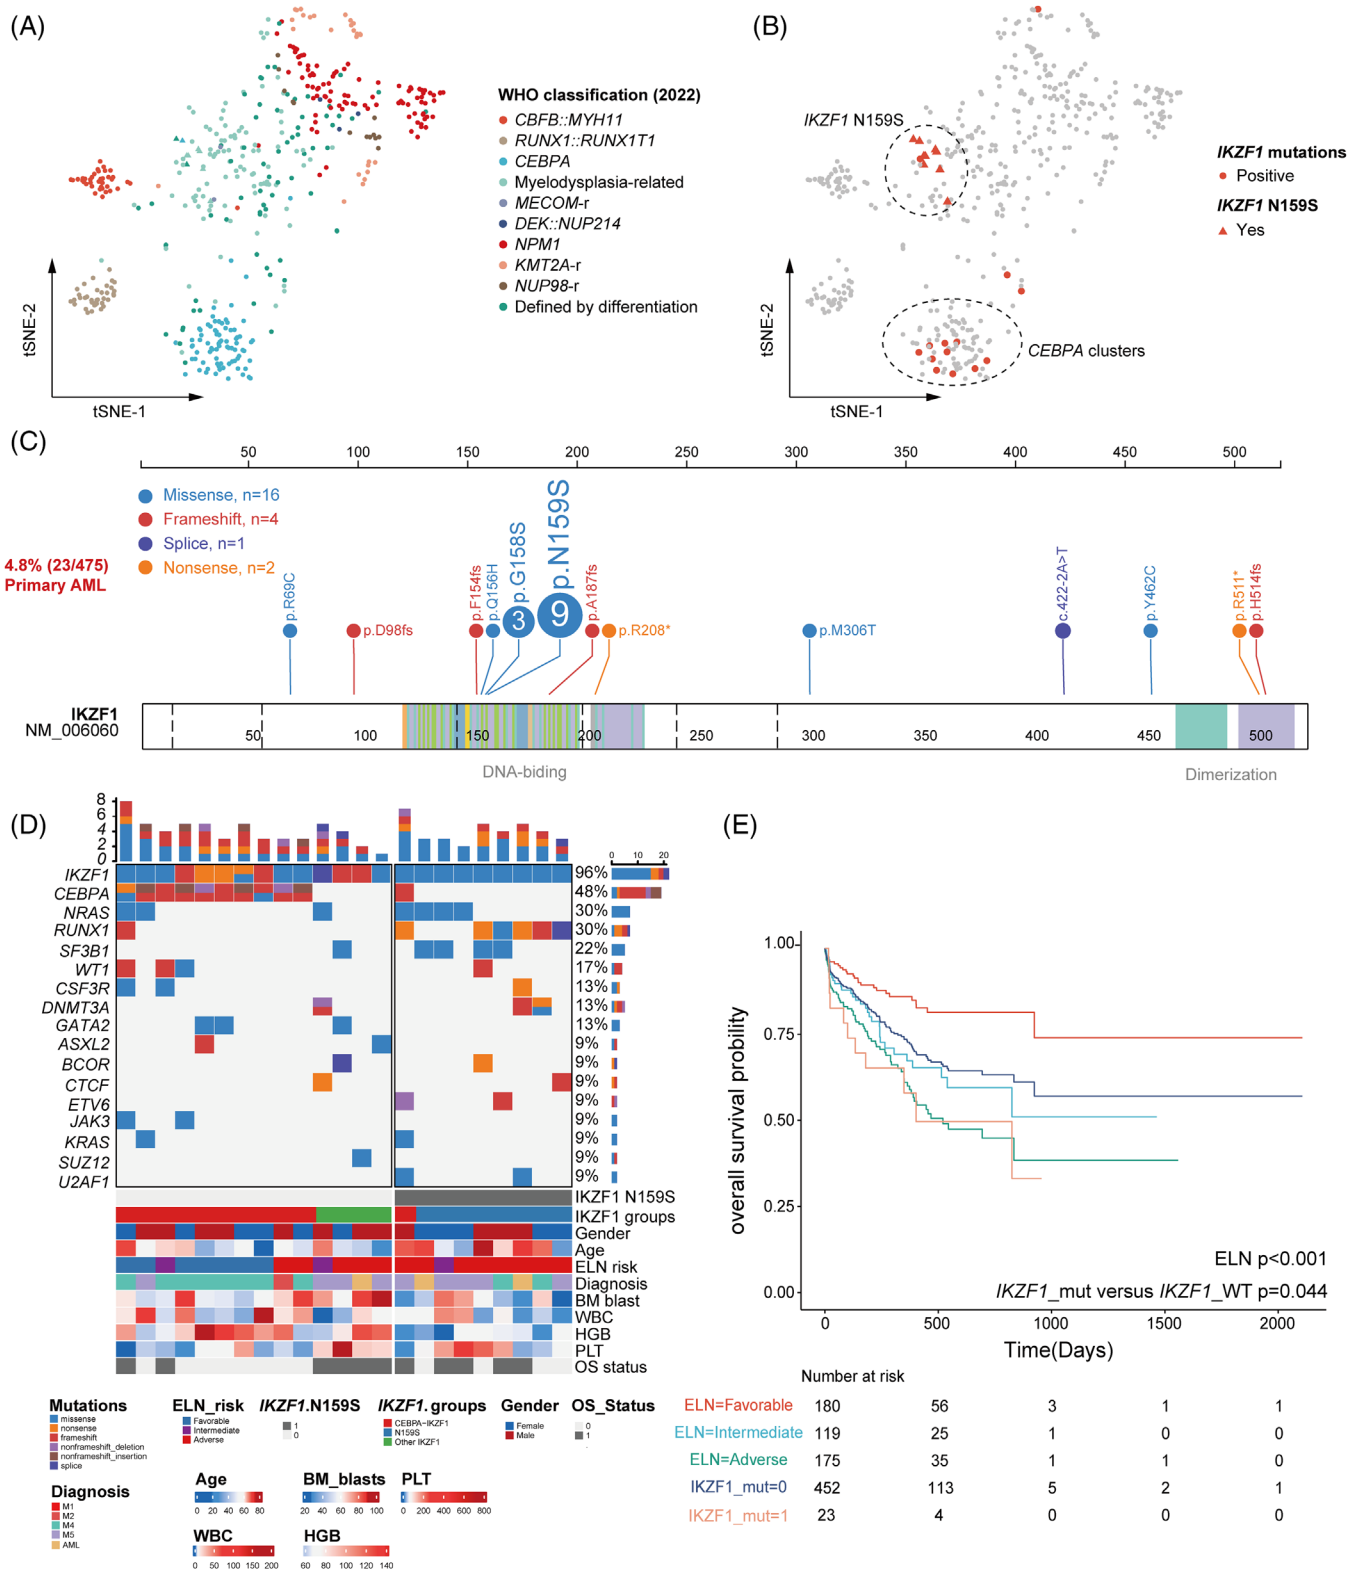 (A)
WHO classification (2022)
CBFB::MYH11
RUNX1::RUNX1T1
CEBPA
Myelodysplasia-related
MECOM-r
DEK::NUP214
NPM1
KMT2A-r
NUP98-r
Defined by differentiation
tSNE-2
tSNE-1
(B)
IKZF1 N159S
IKZF1 mutations
Positive
IKZF1 N159S
Yes
CEBPA clusters
tSNE-2
tSNE-1
(C)
50 100 150 200 250 300 350 400 450 500
Missense, n=16
Frameshift, n=4
Splice, n=1
Nonsense, n=2
4.8% (23/475)
Primary AML
p.R69C
p.D98fs
p.F154fs
p.Q156H
3 p.G158S
9 p.N159S
p.A187fs
p.R208*
p.M306T
c.422-2A>T
p.Y462C
p.R511*
p.H514fs
IKZF1
NM_006060
50 100 150 200 250 300 350 400 450 500
DNA-biding
Dimerization
(D)
8
6
4
2
0
0 10 20
IKZF1 96%
CEBPA 48%
NRAS 30%
RUNX1 30%
SF3B1 22%
WT1 17%
CSF3R 13%
DNMT3A 13%
GATA2 13%
ASXL2 9%
BCOR 9%
CTCF 9%
ETV6 9%
JAK3 9%
KRAS 9%
SUZ12 9%
U2AF1 9%
IKZF1 N159S
IKZF1 groups
Gender
Age
ELN risk
Diagnosis
BM blast
WBC
HGB
PLT
OS status
Mutations
missense
nonsense
frameshift
nonframeshift_deletion
nonframeshift_insertion
splice
Diagnosis
M1
M2
M4
M5
AML
ELN_risk
Favorable
Intermediate
Adverse
IKZF1.N159S
1
0
IKZF1.groups
CEBPA-IKZF1
N159S
Other IKZF1
Gender
Female
Male
OS_Status
0
1
Age
0 20 40 60 80
BM_blasts
20 40 60 80 100
PLT
0 200 400 600 800
WBC
0 50 100 150 200
HGB
60 80 100 120 140
(E)
overall survival probility
1.00
0.75
0.50
0.25
0.00
ELN p<0.001
IKZF1_mut versus IKZF1_WT p=0.044
0 500 1000 1500 2000
Time(Days)
Number at risk
ELN=Favorable 180 56 3 1 1
ELN=Intermediate 119 25 1 0 0
ELN=Adverse 175 35 1 1 0
IKZF1_mut=0 452 113 5 2 1
IKZF1_mut=1 23 4 0 0 0